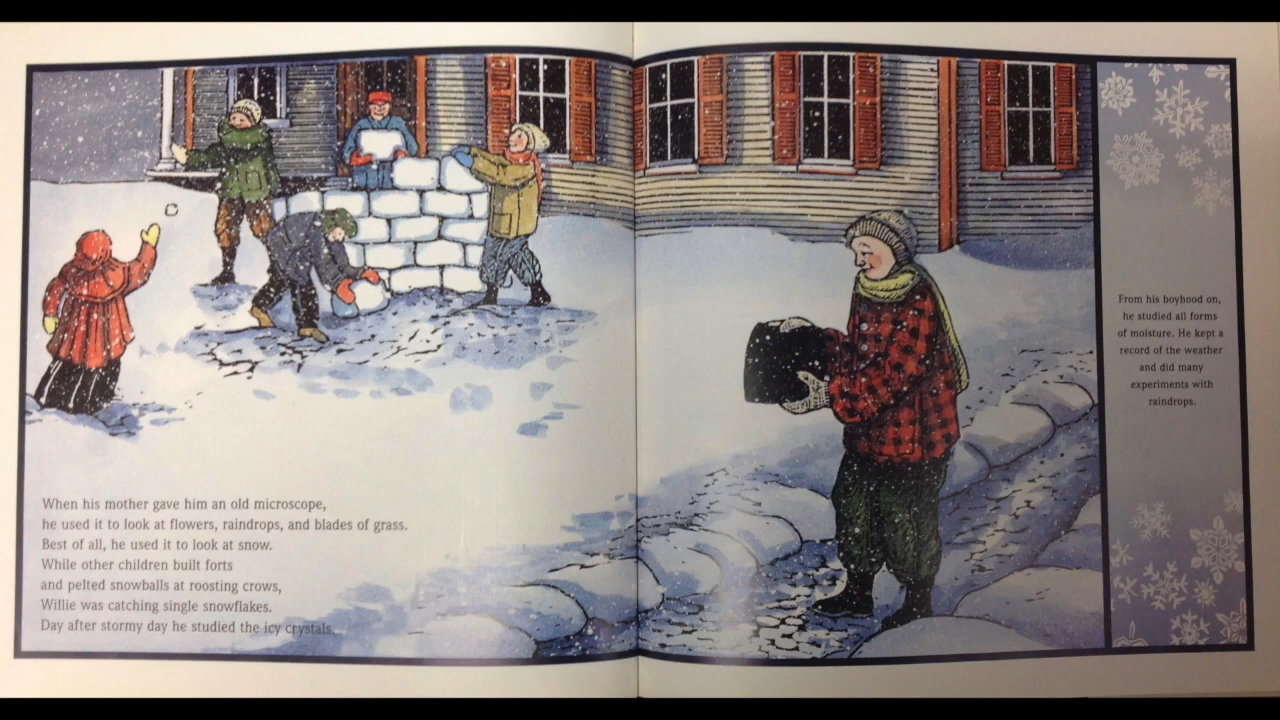 When his mother gave him an old microscope,
he used it to look at flowers, raindrops, and blades of grass.
Best of all, he used it to look at snow.
While other children built forts
and pelted snowballs at roosting crows,
Willie was catching single snowflakes.
Day after stormy day he studied the icy crystals.
From his boyhood on,
he studied all forms
of moisture. He kept a
record of the weather
and did many
experiments with
raindrops.